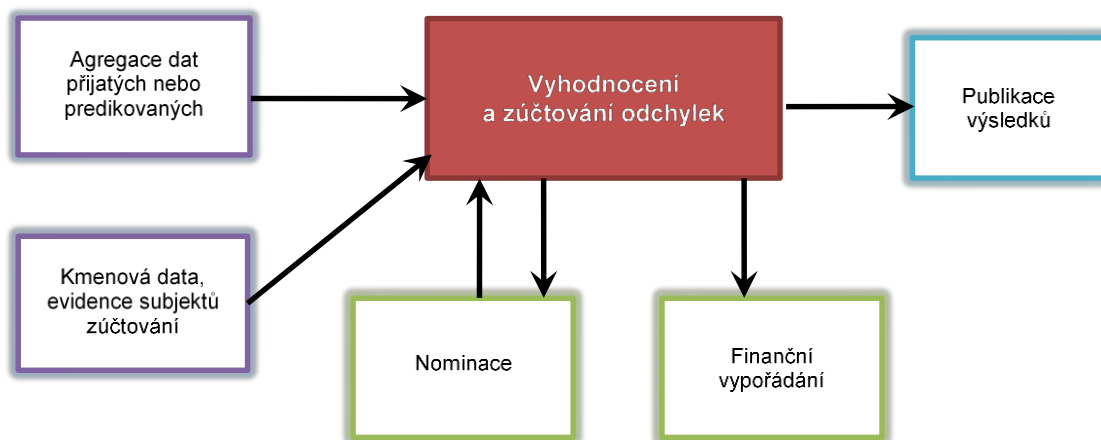 Agregace dat
přijatých nebo
predikovaných
Vyhodnocení
a zúčtování odchylek
Publikace
výsledků
Kmenová data,
evidence subjektů
zúčtování
Nominace
Finanční
vypořádání